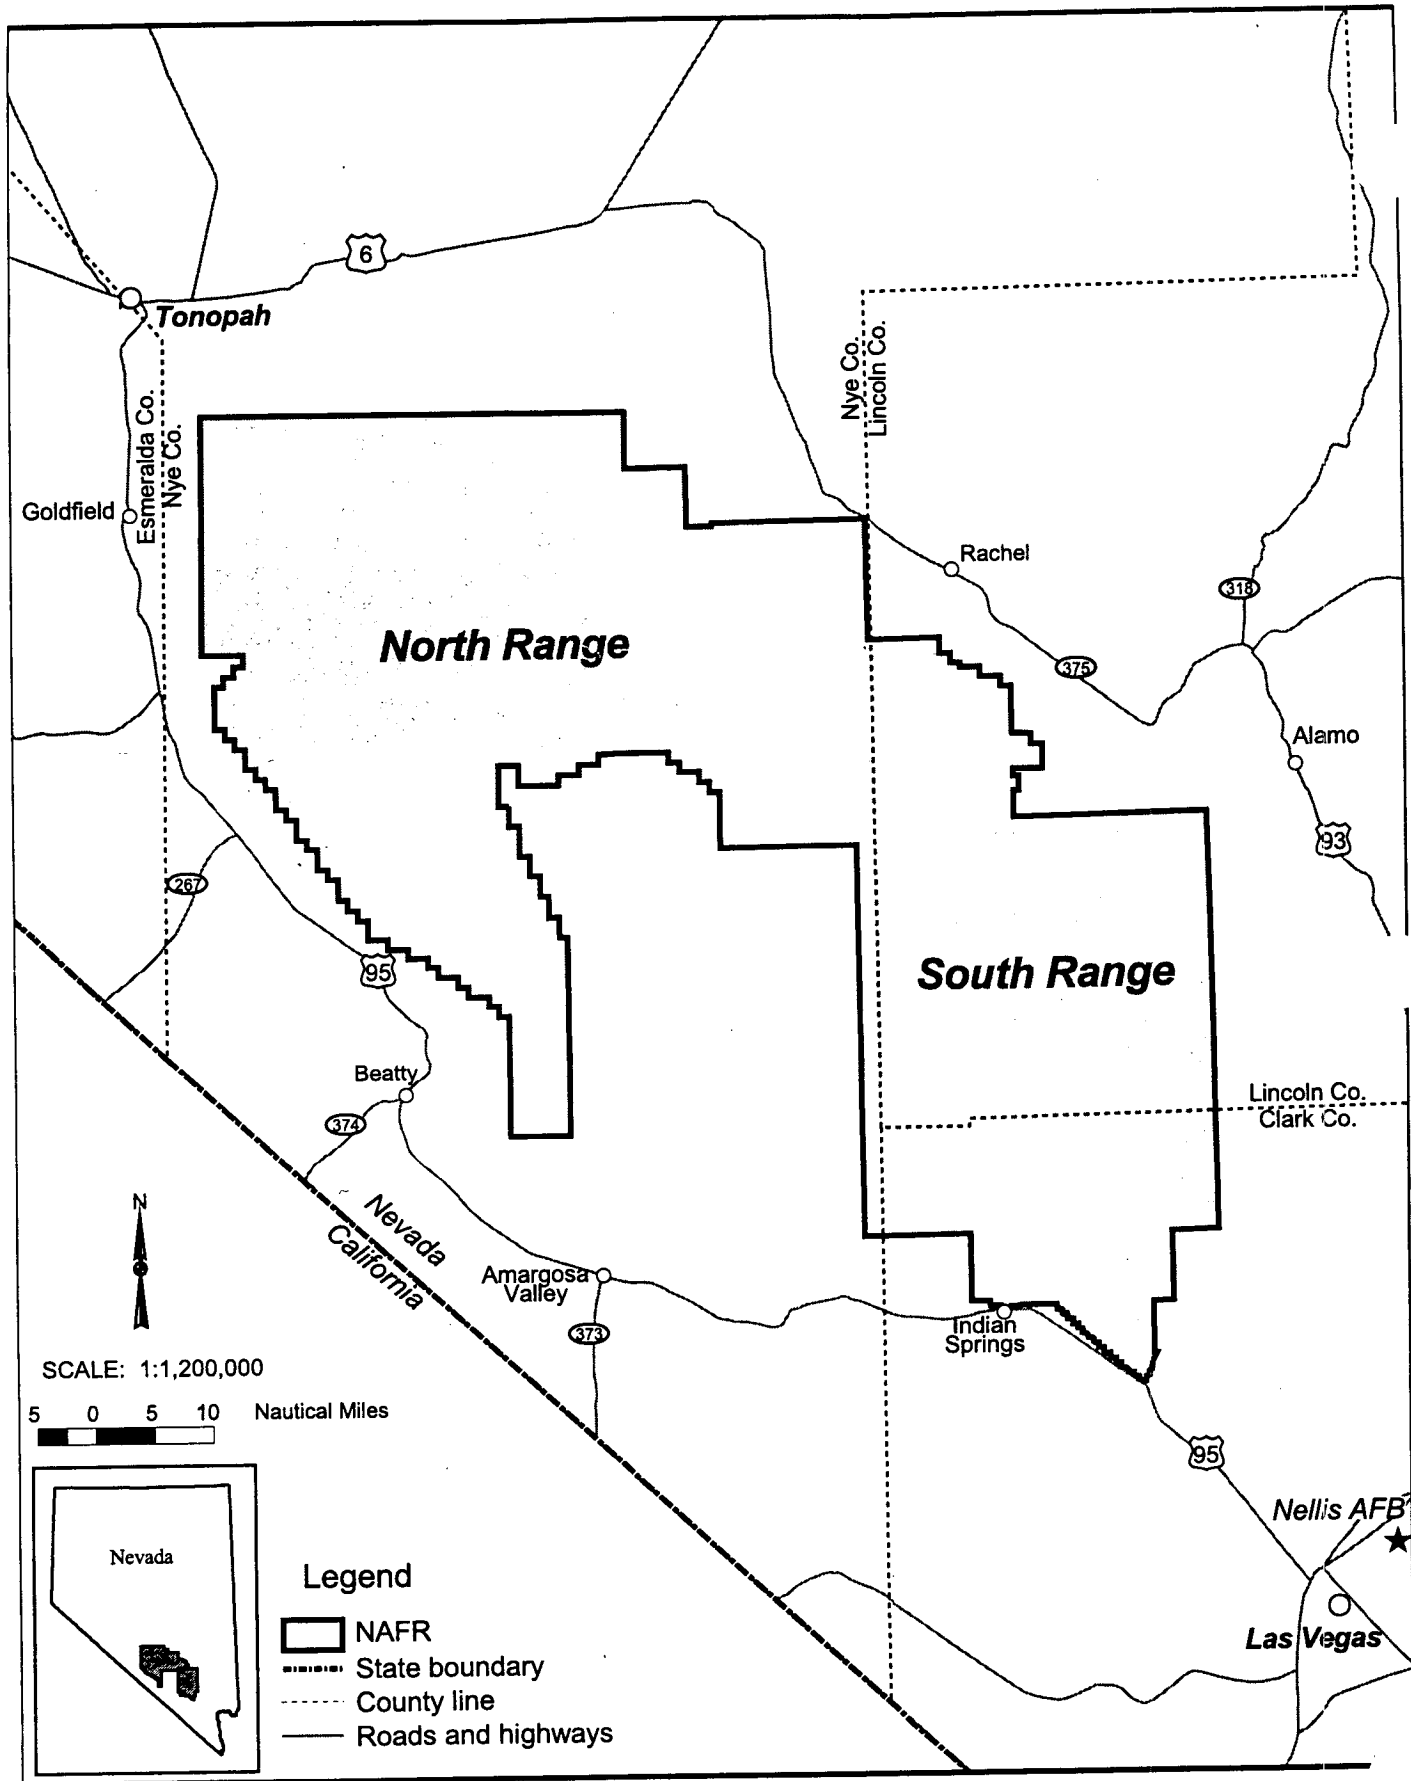 6
Tonopah
Nye Co.
Lincoln Co.
Esmeralda Co.
Nye Co.
Goldfield
Rachel
318
North Range
375
Alamo
93
267
95
South Range
Beatty
374
Lincoln Co.
Clark Co.
N
Nevada
California
Amargosa
Valley
373
Indian
Springs
SCALE: 1:1,200,000
5 0 5 10 Nautical Miles
95
Nellis AFB
Las Vegas
Nevada
Legend
NAFR
State boundary
County line
Roads and highways